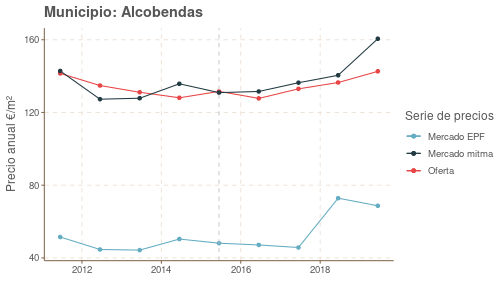 Municipio: Alcobendas
Precio anual €/m²
160
120
80
40
2012
2014
2016
2018
Serie de precios
Mercado EPF
Mercado mitma
Oferta